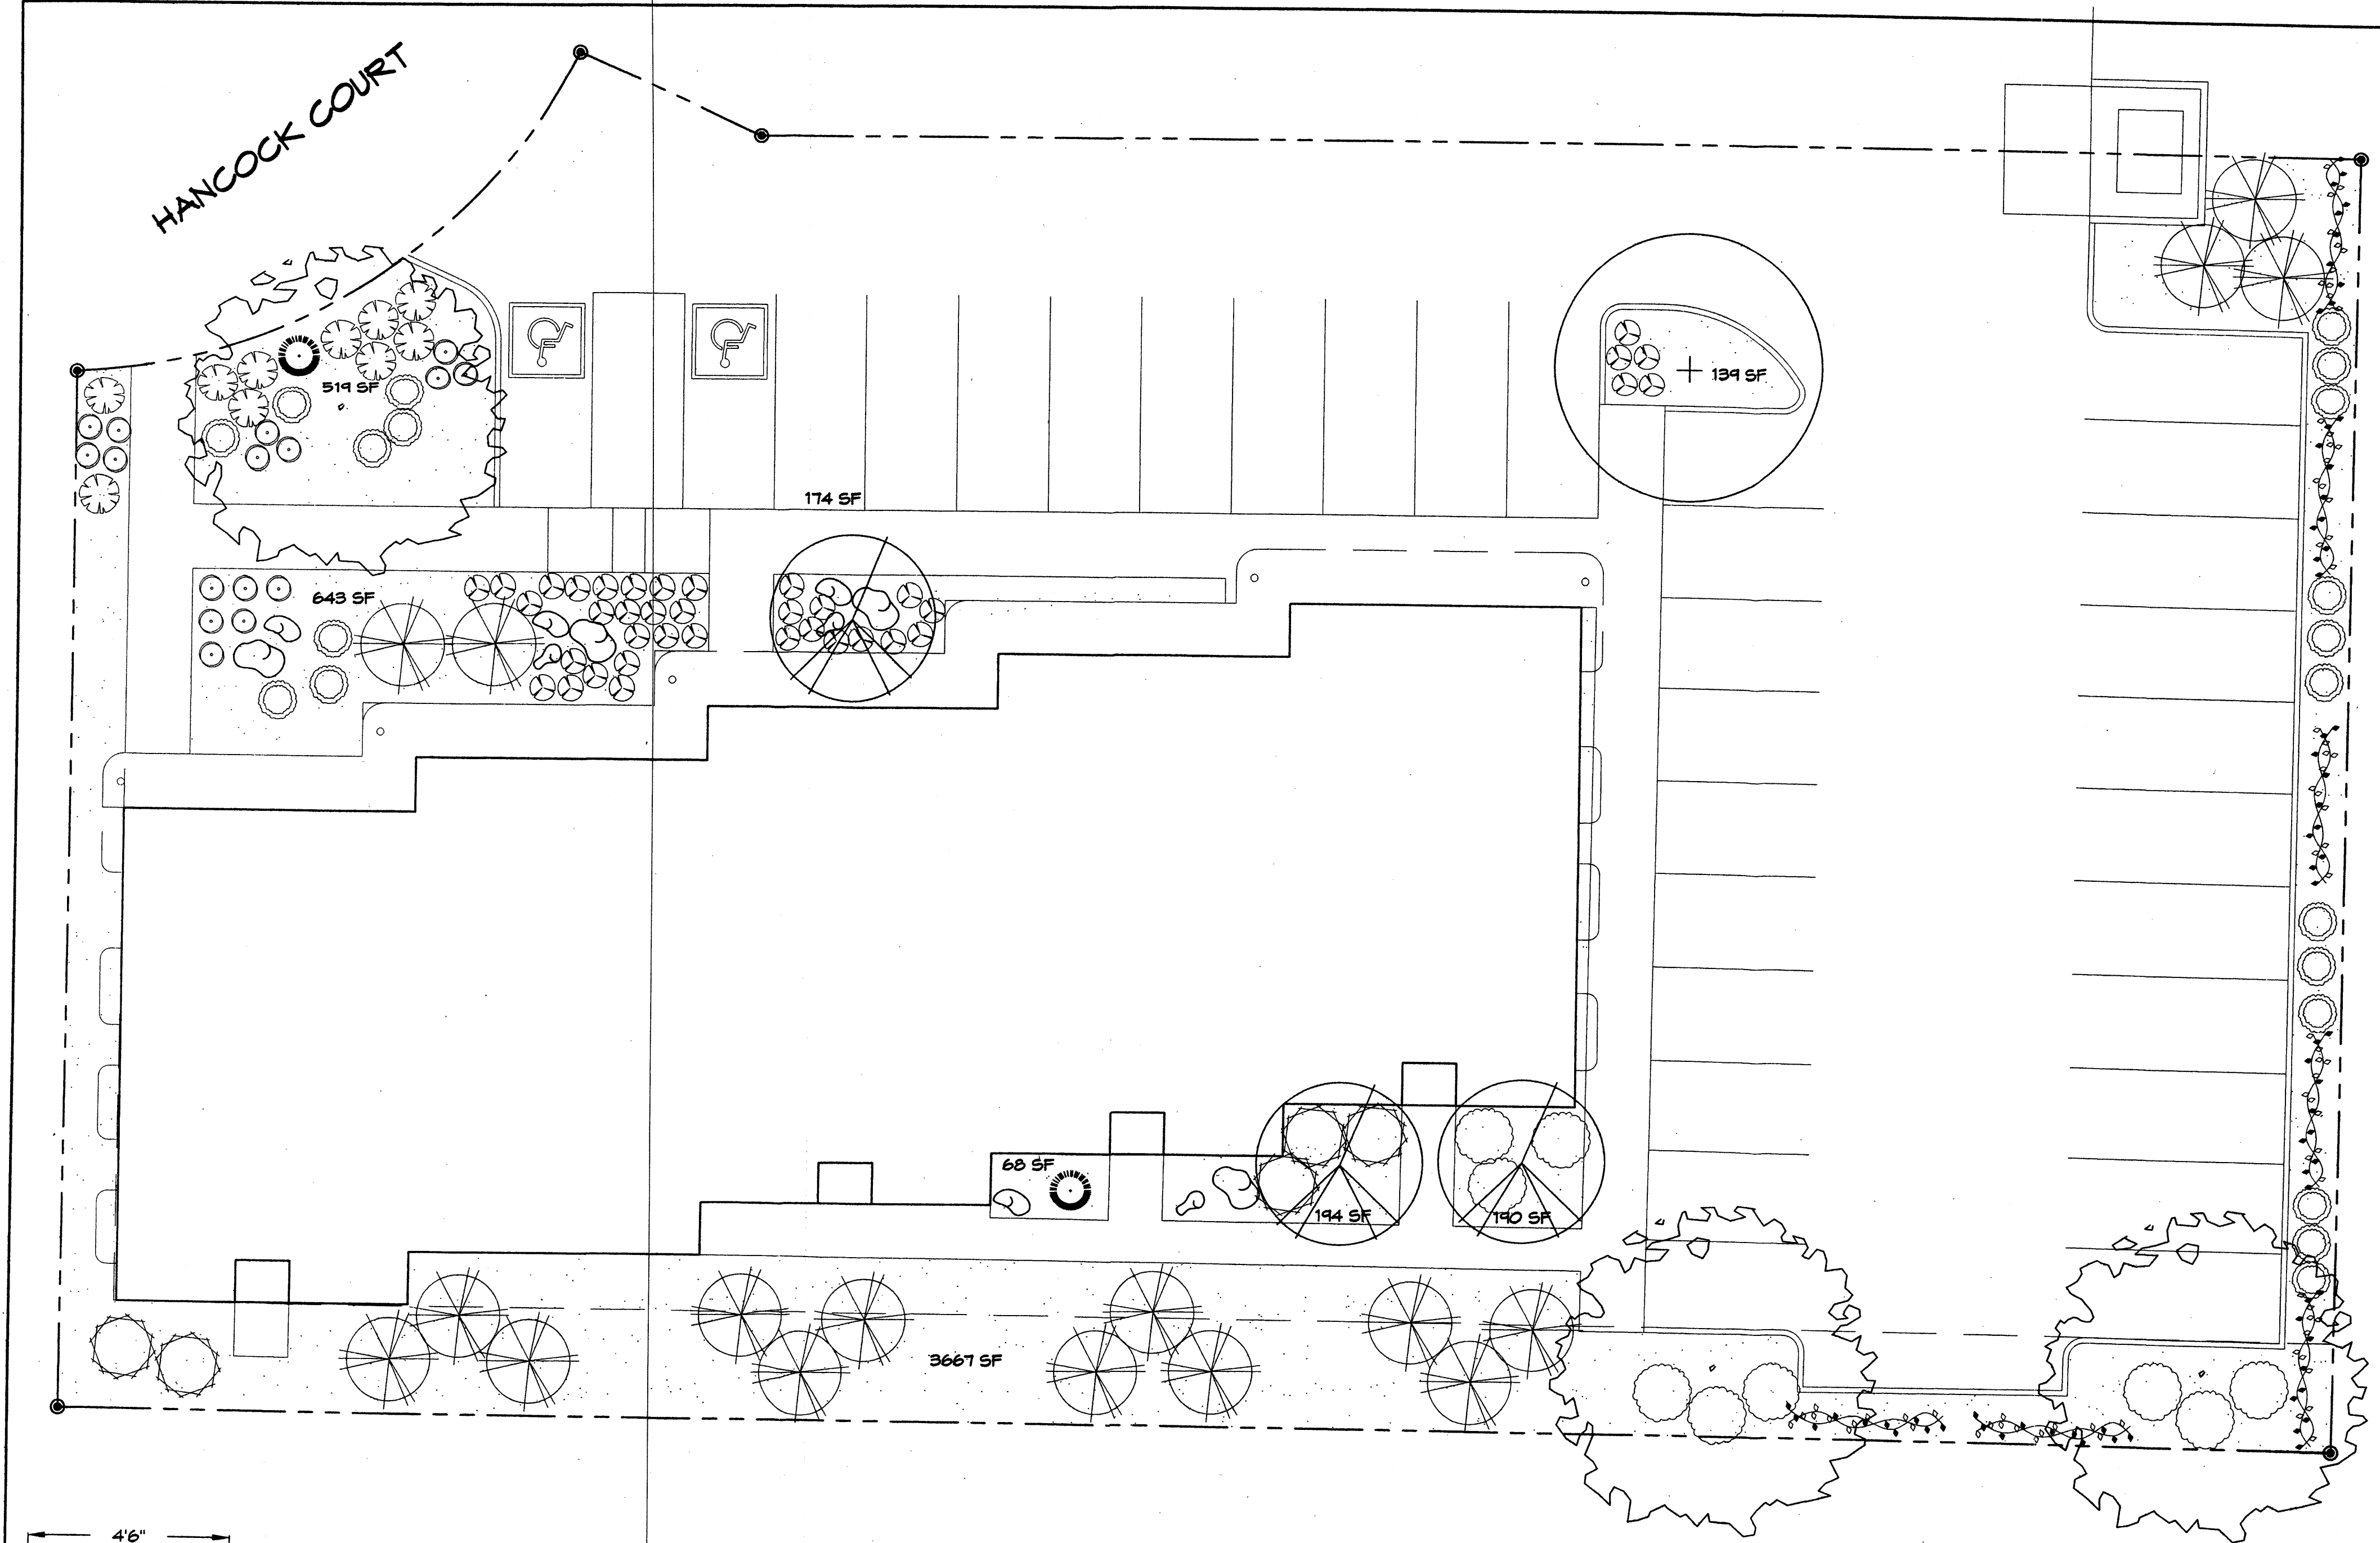 HANCOCK COURT
519 SF
139 SF
174 SF
643 SF
68 SF
194 SF
190 SF
3667 SF
4'6"